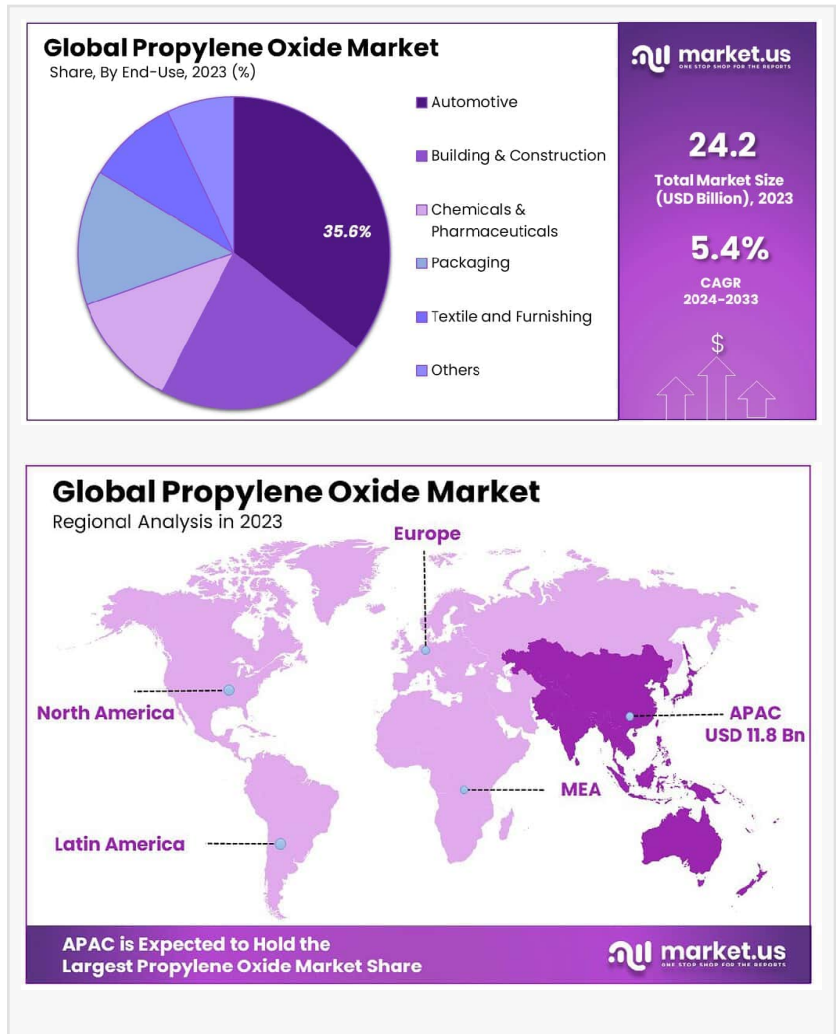 Global Propylene Oxide Market
Share, By End-Use, 2023 (%)
35.6%
Automotive
Building & Construction
Chemicals &
Pharmaceuticals
Packaging
Textile and Furnishing
Others
market.us
ONE STOP SHOP FOR THE REPORTS
24.2
Total Market Size
(USD Billion), 2023
5.4%
CAGR
2024-2033
$
Global Propylene Oxide Market
Regional Analysis in 2023
Europe
North America
APAC
USD 11.8 Bn
MEA
Latin America
APAC is Expected to Hold the
Largest Propylene Oxide Market Share
market.us
ONE STOP SHOP FOR THE REPORTS